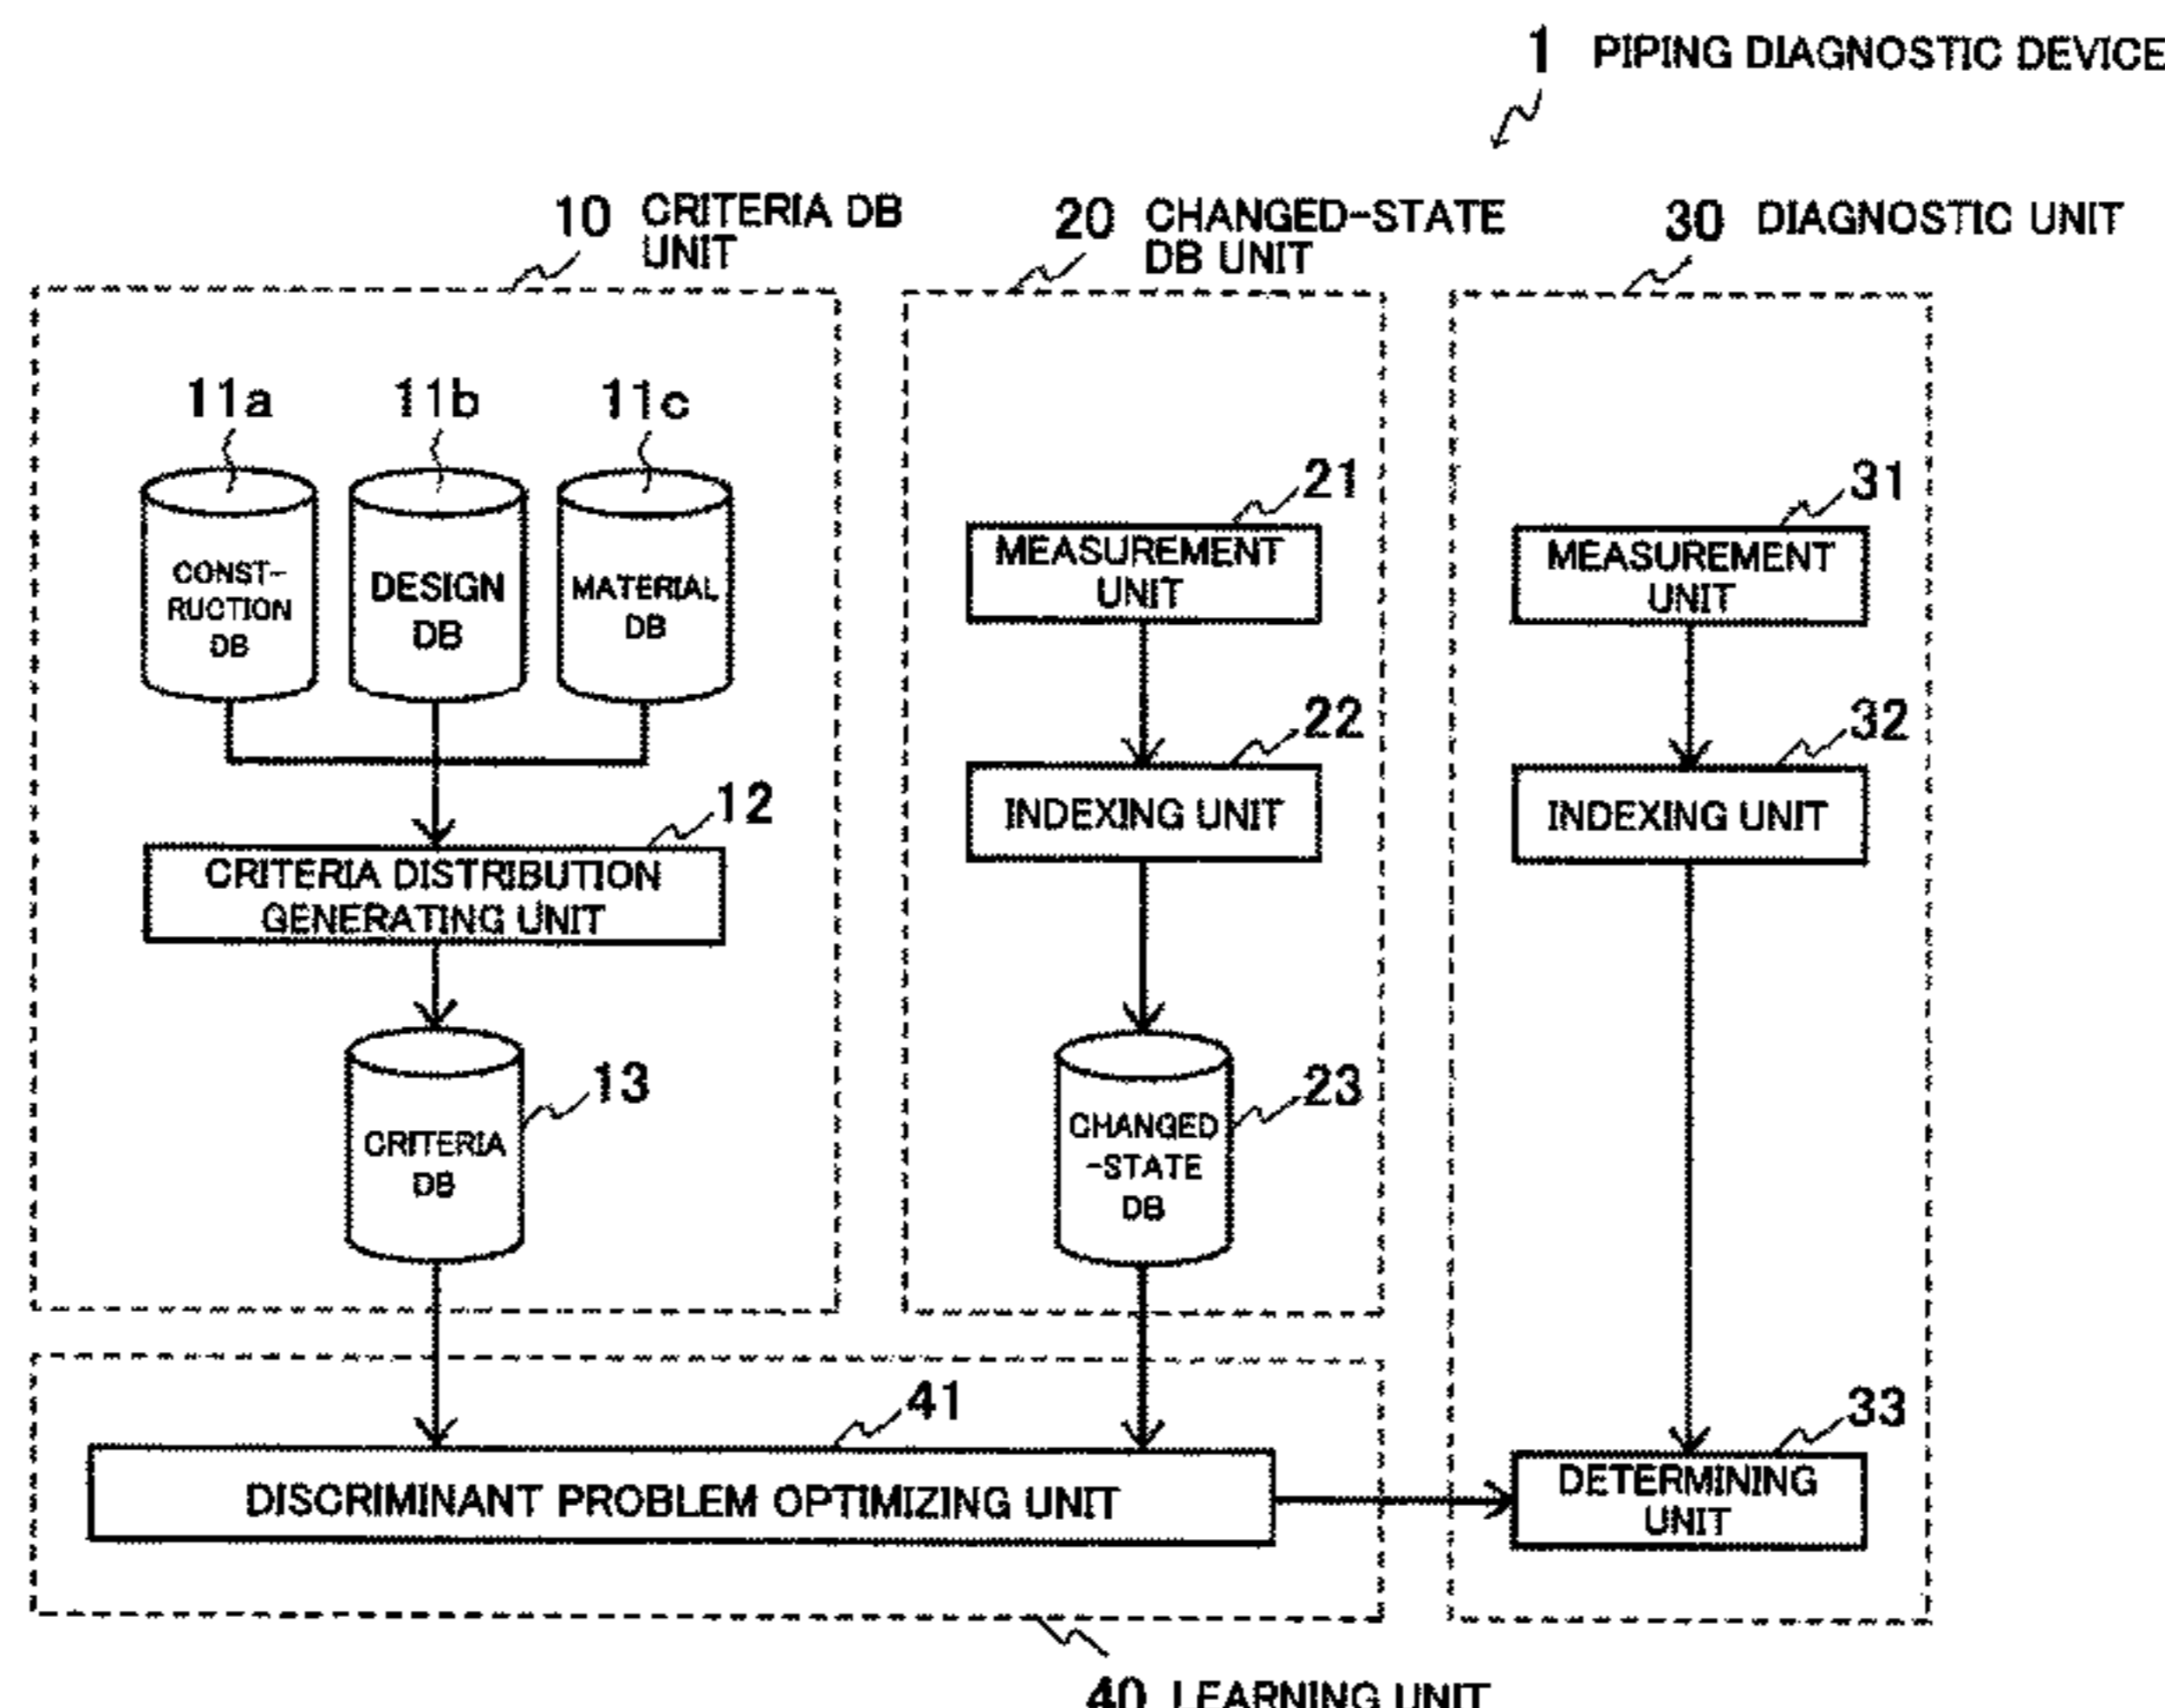 1 PIPING DIAGNOSTIC DEVICE
10 CRITERIA DB
UNIT
20 CHANGED-STATE
DB UNIT
30 DIAGNOSTIC UNIT
11a
11b
11c
CONST-
RUCTION
DB
DESIGN
DB
MATERIAL
DB
12
CRITERIA DISTRIBUTION
GENERATING UNIT
13
CRITERIA
DB
21
MEASUREMENT
UNIT
22
INDEXING UNIT
23
CHANGED
-STATE
DB
31
MEASUREMENT
UNIT
32
INDEXING UNIT
33
DETERMINING
UNIT
41
DISCRIMINANT PROBLEM OPTIMIZING UNIT
40 LEARNING UNIT